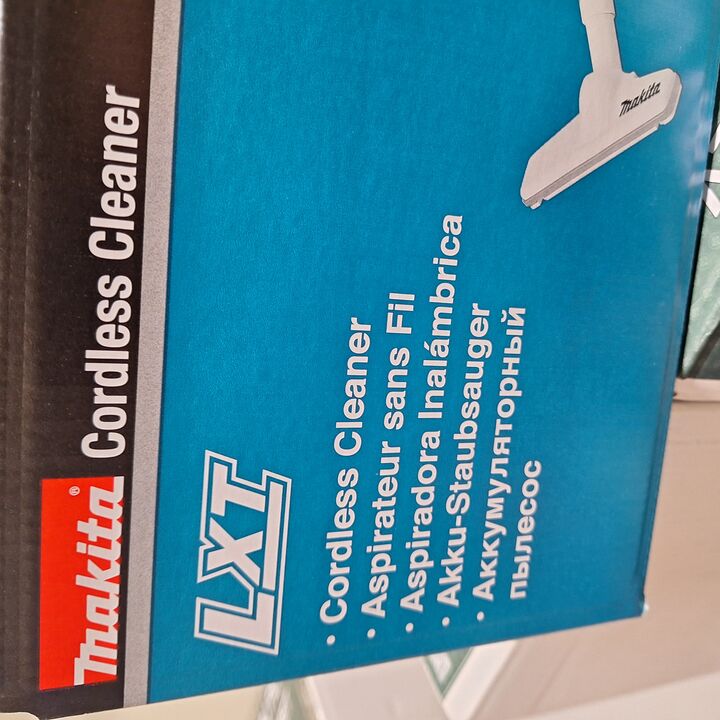 Makita® Cordless Cleaner
LXT
• Cordless Cleaner
• Aspirateur sans Fil
• Aspiradora Inalámbrica
• Akku-Staubsauger
• Аккумуляторный
пылесос
Makita